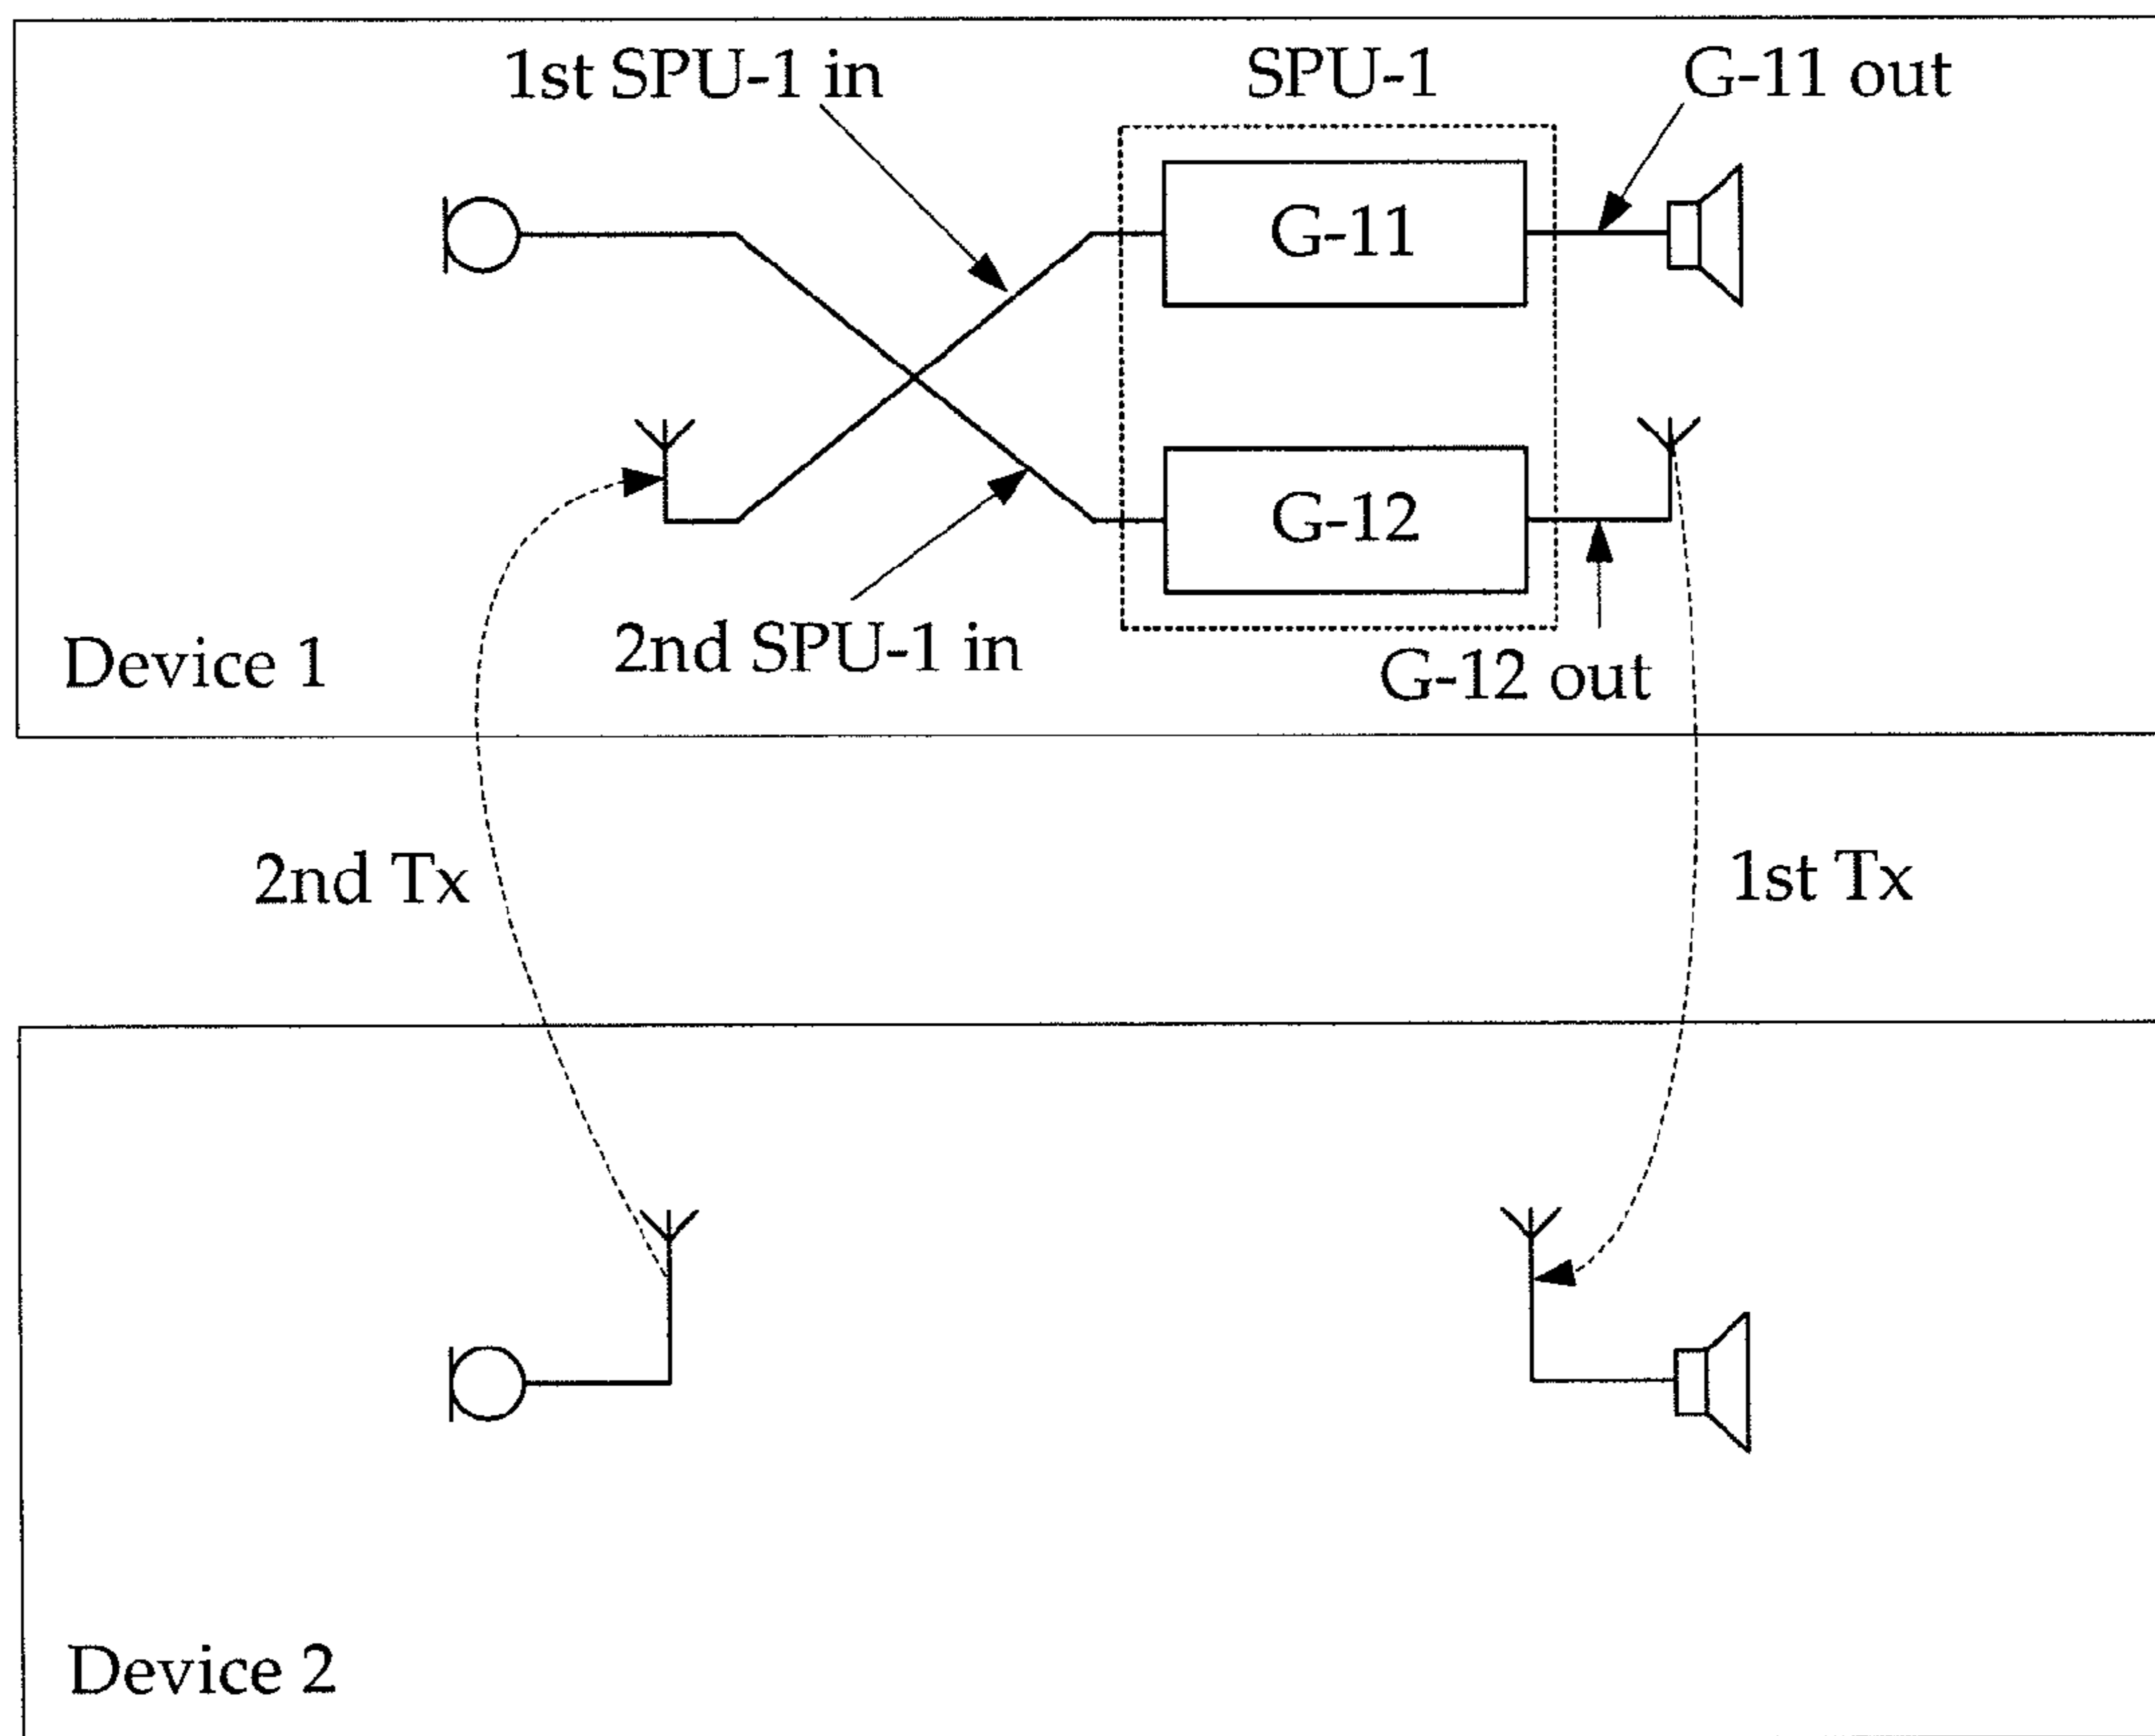 1st SPU-1 in
SPU-1
G-11 out
G-11
G-12
2nd SPU-1 in
Device 1
G-12 out
2nd Tx
1st Tx
Device 2